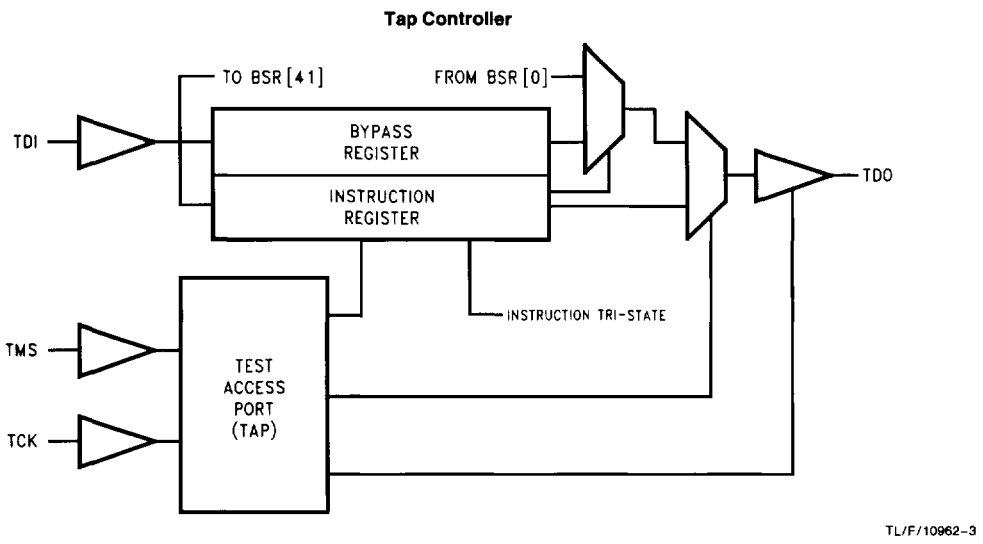 Tap Controller
TO BSR[41]
FROM BSR[0]
TDI
BYPASS
REGISTER
INSTRUCTION
REGISTER
TDO
INSTRUCTION TRI-STATE
TMS
TCK
TEST
ACCESS
PORT
(TAP)
TL/F/10962-3